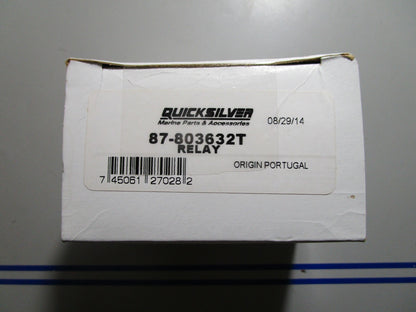 QUICKSILVER
Marine Parts & Accessories
08/29/14
87-803632T
RELAY
ORIGIN PORTUGAL
7 45061 27028 2